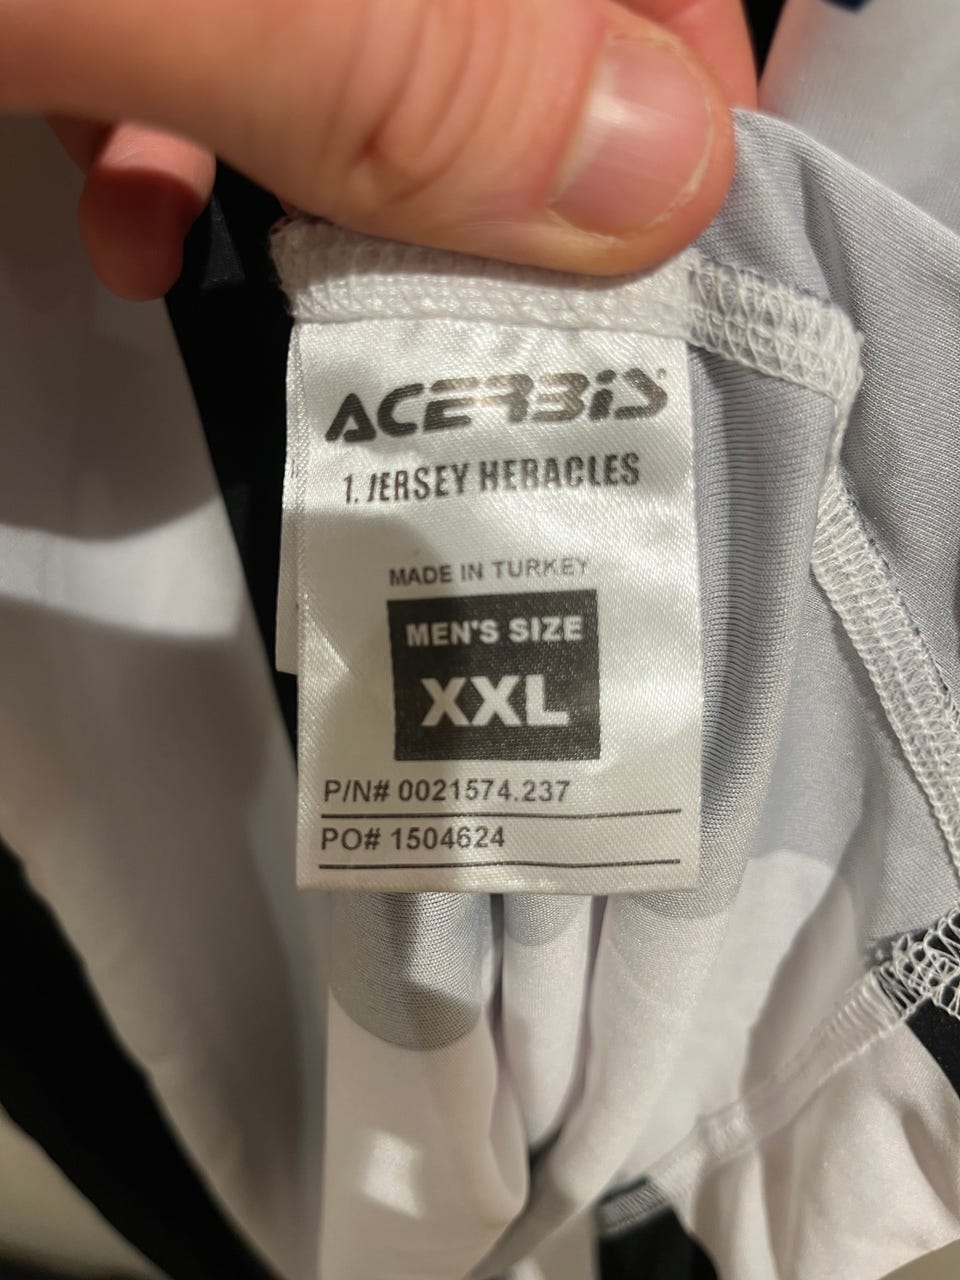 ACERBIS
1. JERSEY HERACLES
MADE IN TURKEY
MEN'S SIZE
XXL
P/N# 0021574.237
PO# 1504624